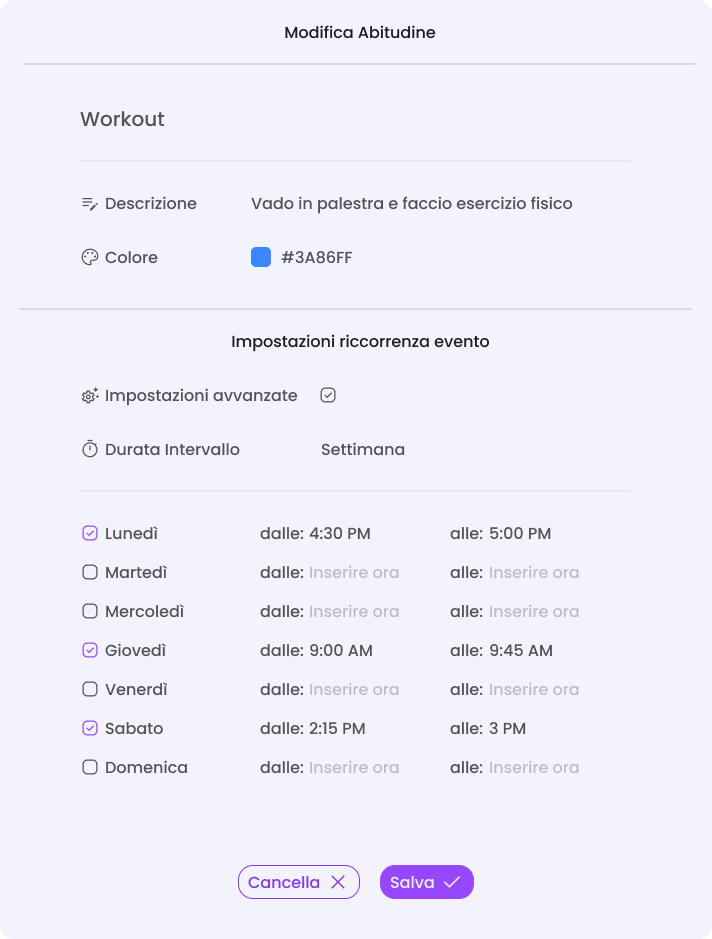 Modifica Abitudine
Workout
Descrizione Vado in palestra e faccio esercizio fisico
Colore #3A86FF
Impostazioni riccorrenza evento
Impostazioni avvanzate
Durata Intervallo Settimana
Lunedì dalle: 4:30 PM alle: 5:00 PM
Martedì dalle: Inserire ora alle: Inserire ora
Mercoledì dalle: Inserire ora alle: Inserire ora
Giovedì dalle: 9:00 AM alle: 9:45 AM
Venerdì dalle: Inserire ora alle: Inserire ora
Sabato dalle: 2:15 PM alle: 3 PM
Domenica dalle: Inserire ora alle: Inserire ora
Cancella Salva